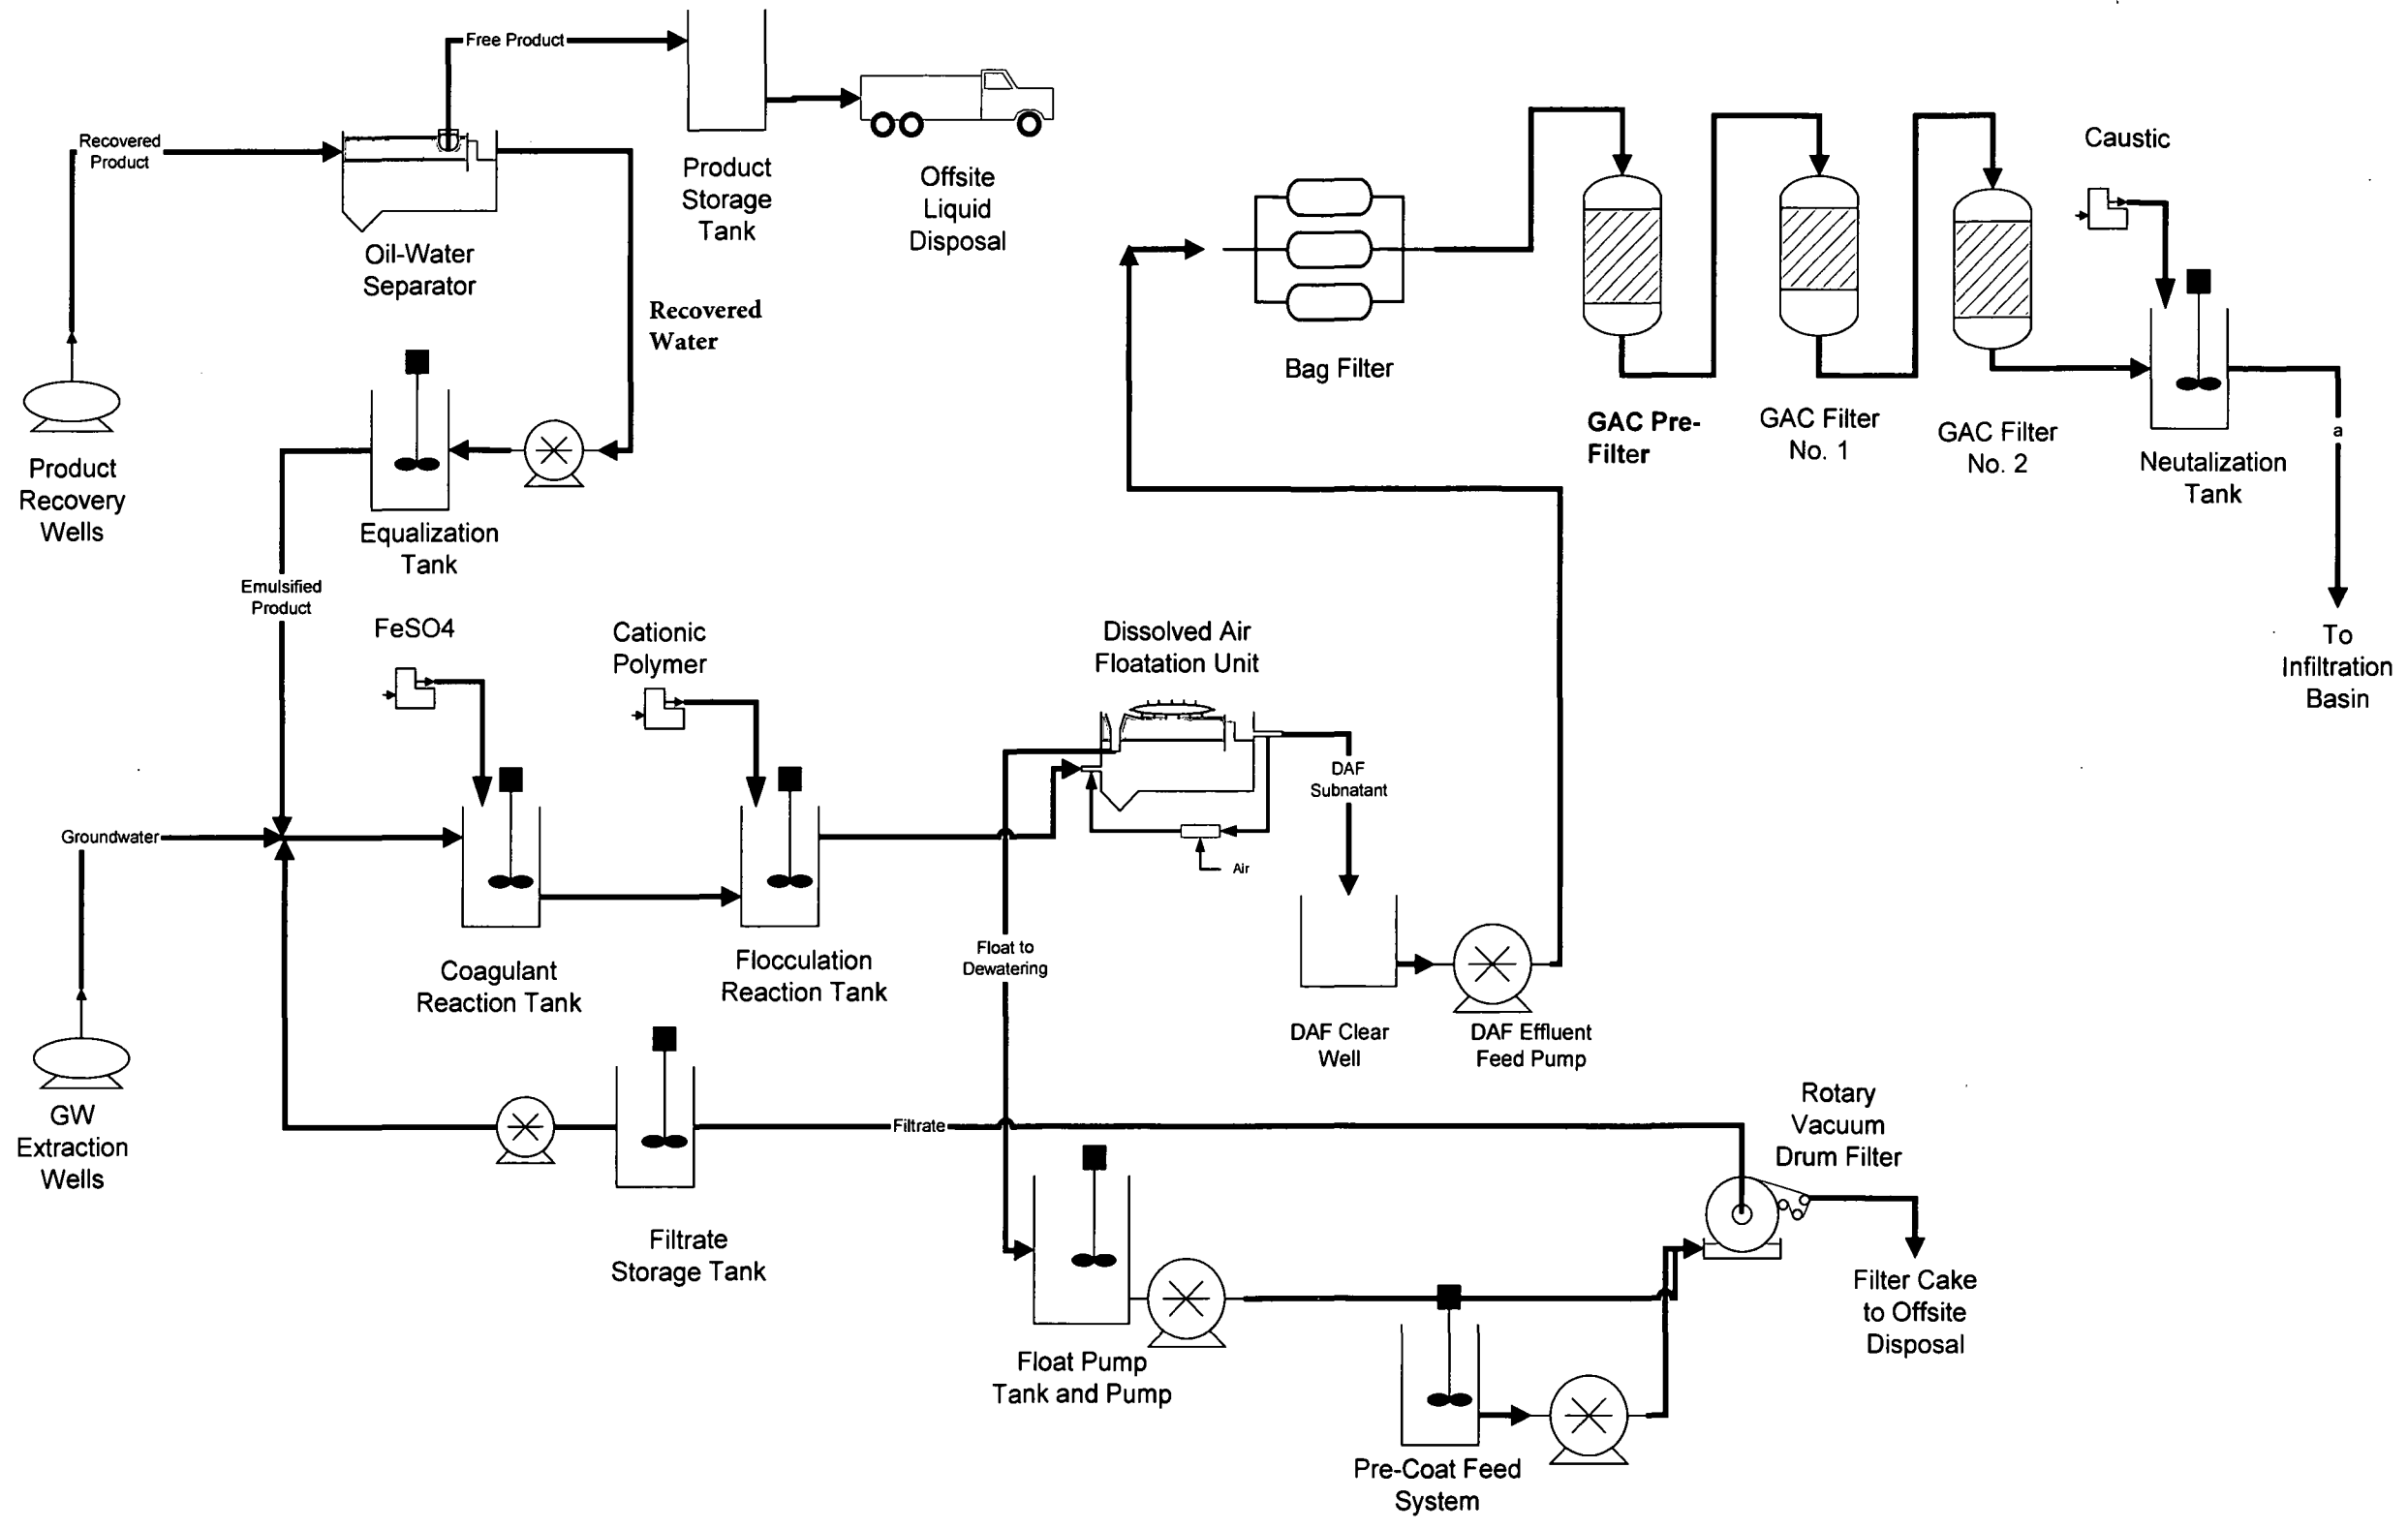 Free Product
Recovered
Product
Product
Storage
Tank
Offsite
Liquid
Disposal
Oil-Water
Separator
Recovered
Water
Product
Recovery
Wells
Equalization
Tank
Emulsified
Product
Bag Filter
GAC Pre-
Filter
GAC Filter
No. 1
GAC Filter
No. 2
Caustic
Neutalization
Tank
a
To
Infiltration
Basin
FeSO4
Cationic
Polymer
Dissolved Air
Floatation Unit
DAF
Subnatant
Air
Groundwater
Coagulant
Reaction Tank
Flocculation
Reaction Tank
Float to
Dewatering
DAF Clear
Well
DAF Effluent
Feed Pump
GW
Extraction
Wells
Filtrate
Filtrate
Storage Tank
Rotary
Vacuum
Drum Filter
Filter Cake
to Offsite
Disposal
Float Pump
Tank and Pump
Pre-Coat Feed
System